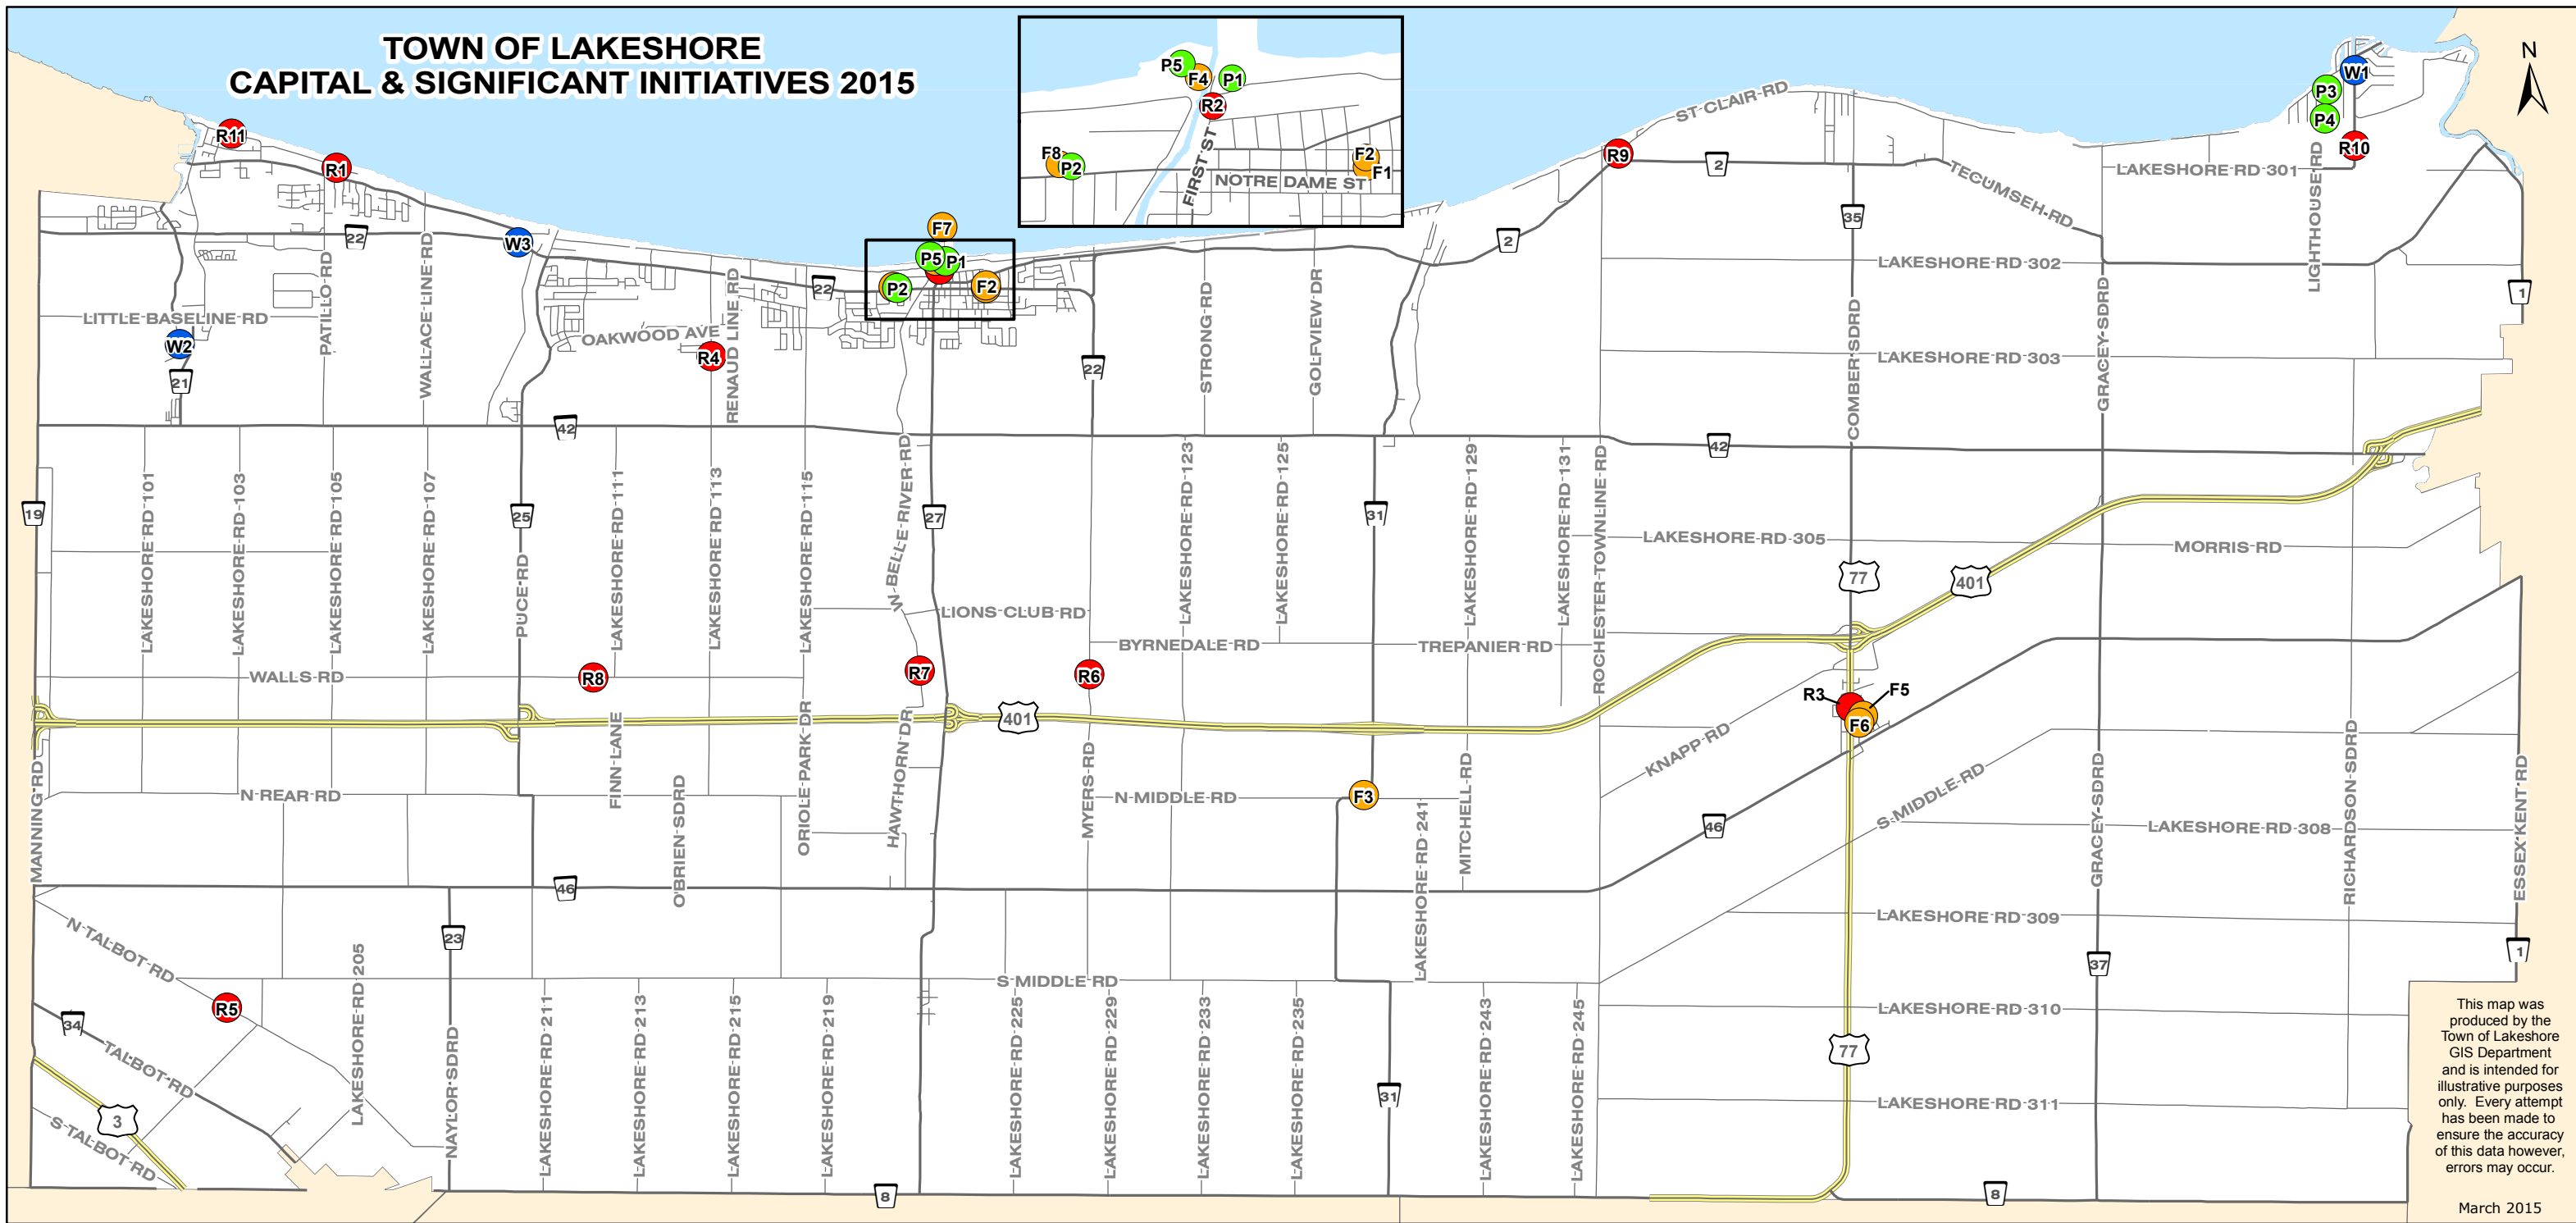 TOWN OF LAKESHORE
CAPITAL & SIGNIFICANT INITIATIVES 2015
N
P5
F4
P1
R2
F8
P2
F2
F1
FIRST ST
NOTRE DAME ST
R11
R1
W3
F7
P5
P1
P2
F2
W2
R4
R9
W1
P3
P4
R10
ST CLAIR RD
2
LAKESHORE RD 301
TECUMSEH RD
LIGHTHOUSE RD
35
22
2
22
22
1
LAKESHORE RD 302
LITTLE BASELINE RD
PATILLO RD
WALLACE LINE RD
OAKWOOD AVE
RENAUD LINE RD
STRONG RD
GOLFVIEW DR
COMBER SDRD
GRACEY SDRD
LAKESHORE RD 303
21
42
42
19
25
27
31
LAKESHORE RD 101
LAKESHORE RD 103
LAKESHORE RD 105
LAKESHORE RD 107
PUCE RD
LAKESHORE RD 111
LAKESHORE RD 113
LAKESHORE RD 115
N BELLE RIVER RD
LAKESHORE RD 123
LAKESHORE RD 125
LAKESHORE RD 129
LAKESHORE RD 131
ROCHESTER TOWNLINE RD
LAKESHORE RD 305
MORRIS RD
77
401
LIONS CLUB RD
BYRNEDALE RD
TREPANIER RD
WALLS RD
R8
R7
R6
R3
F5
F6
401
MANNING RD
N REAR RD
FINN LANE
O'BRIEN SDRD
ORIOLE PARK DR
HAWTHORN DR
MYERS RD
N MIDDLE RD
F3
LAKESHORE RD 241
MITCHELL RD
KNAPP RD
S MIDDLE RD
46
GRACEY SDRD
LAKESHORE RD 308
RICHARDSON SDRD
ESSEX KENT RD
46
N TALBOT RD
23
LAKESHORE RD 309
37
1
S MIDDLE RD
R5
34
TALBOT RD
3
S TALBOT RD
LAKESHORE RD 205
NAYLOR SDRD
LAKESHORE RD 211
LAKESHORE RD 213
LAKESHORE RD 215
LAKESHORE RD 219
LAKESHORE RD 225
LAKESHORE RD 229
LAKESHORE RD 233
LAKESHORE RD 235
31
LAKESHORE RD 243
LAKESHORE RD 245
LAKESHORE RD 310
77
LAKESHORE RD 311
8
8
This map was
produced by the
Town of Lakeshore
GIS Department
and is intended for
illustrative purposes
only. Every attempt
has been made to
ensure the accuracy
of this data however,
errors may occur.
March 2015